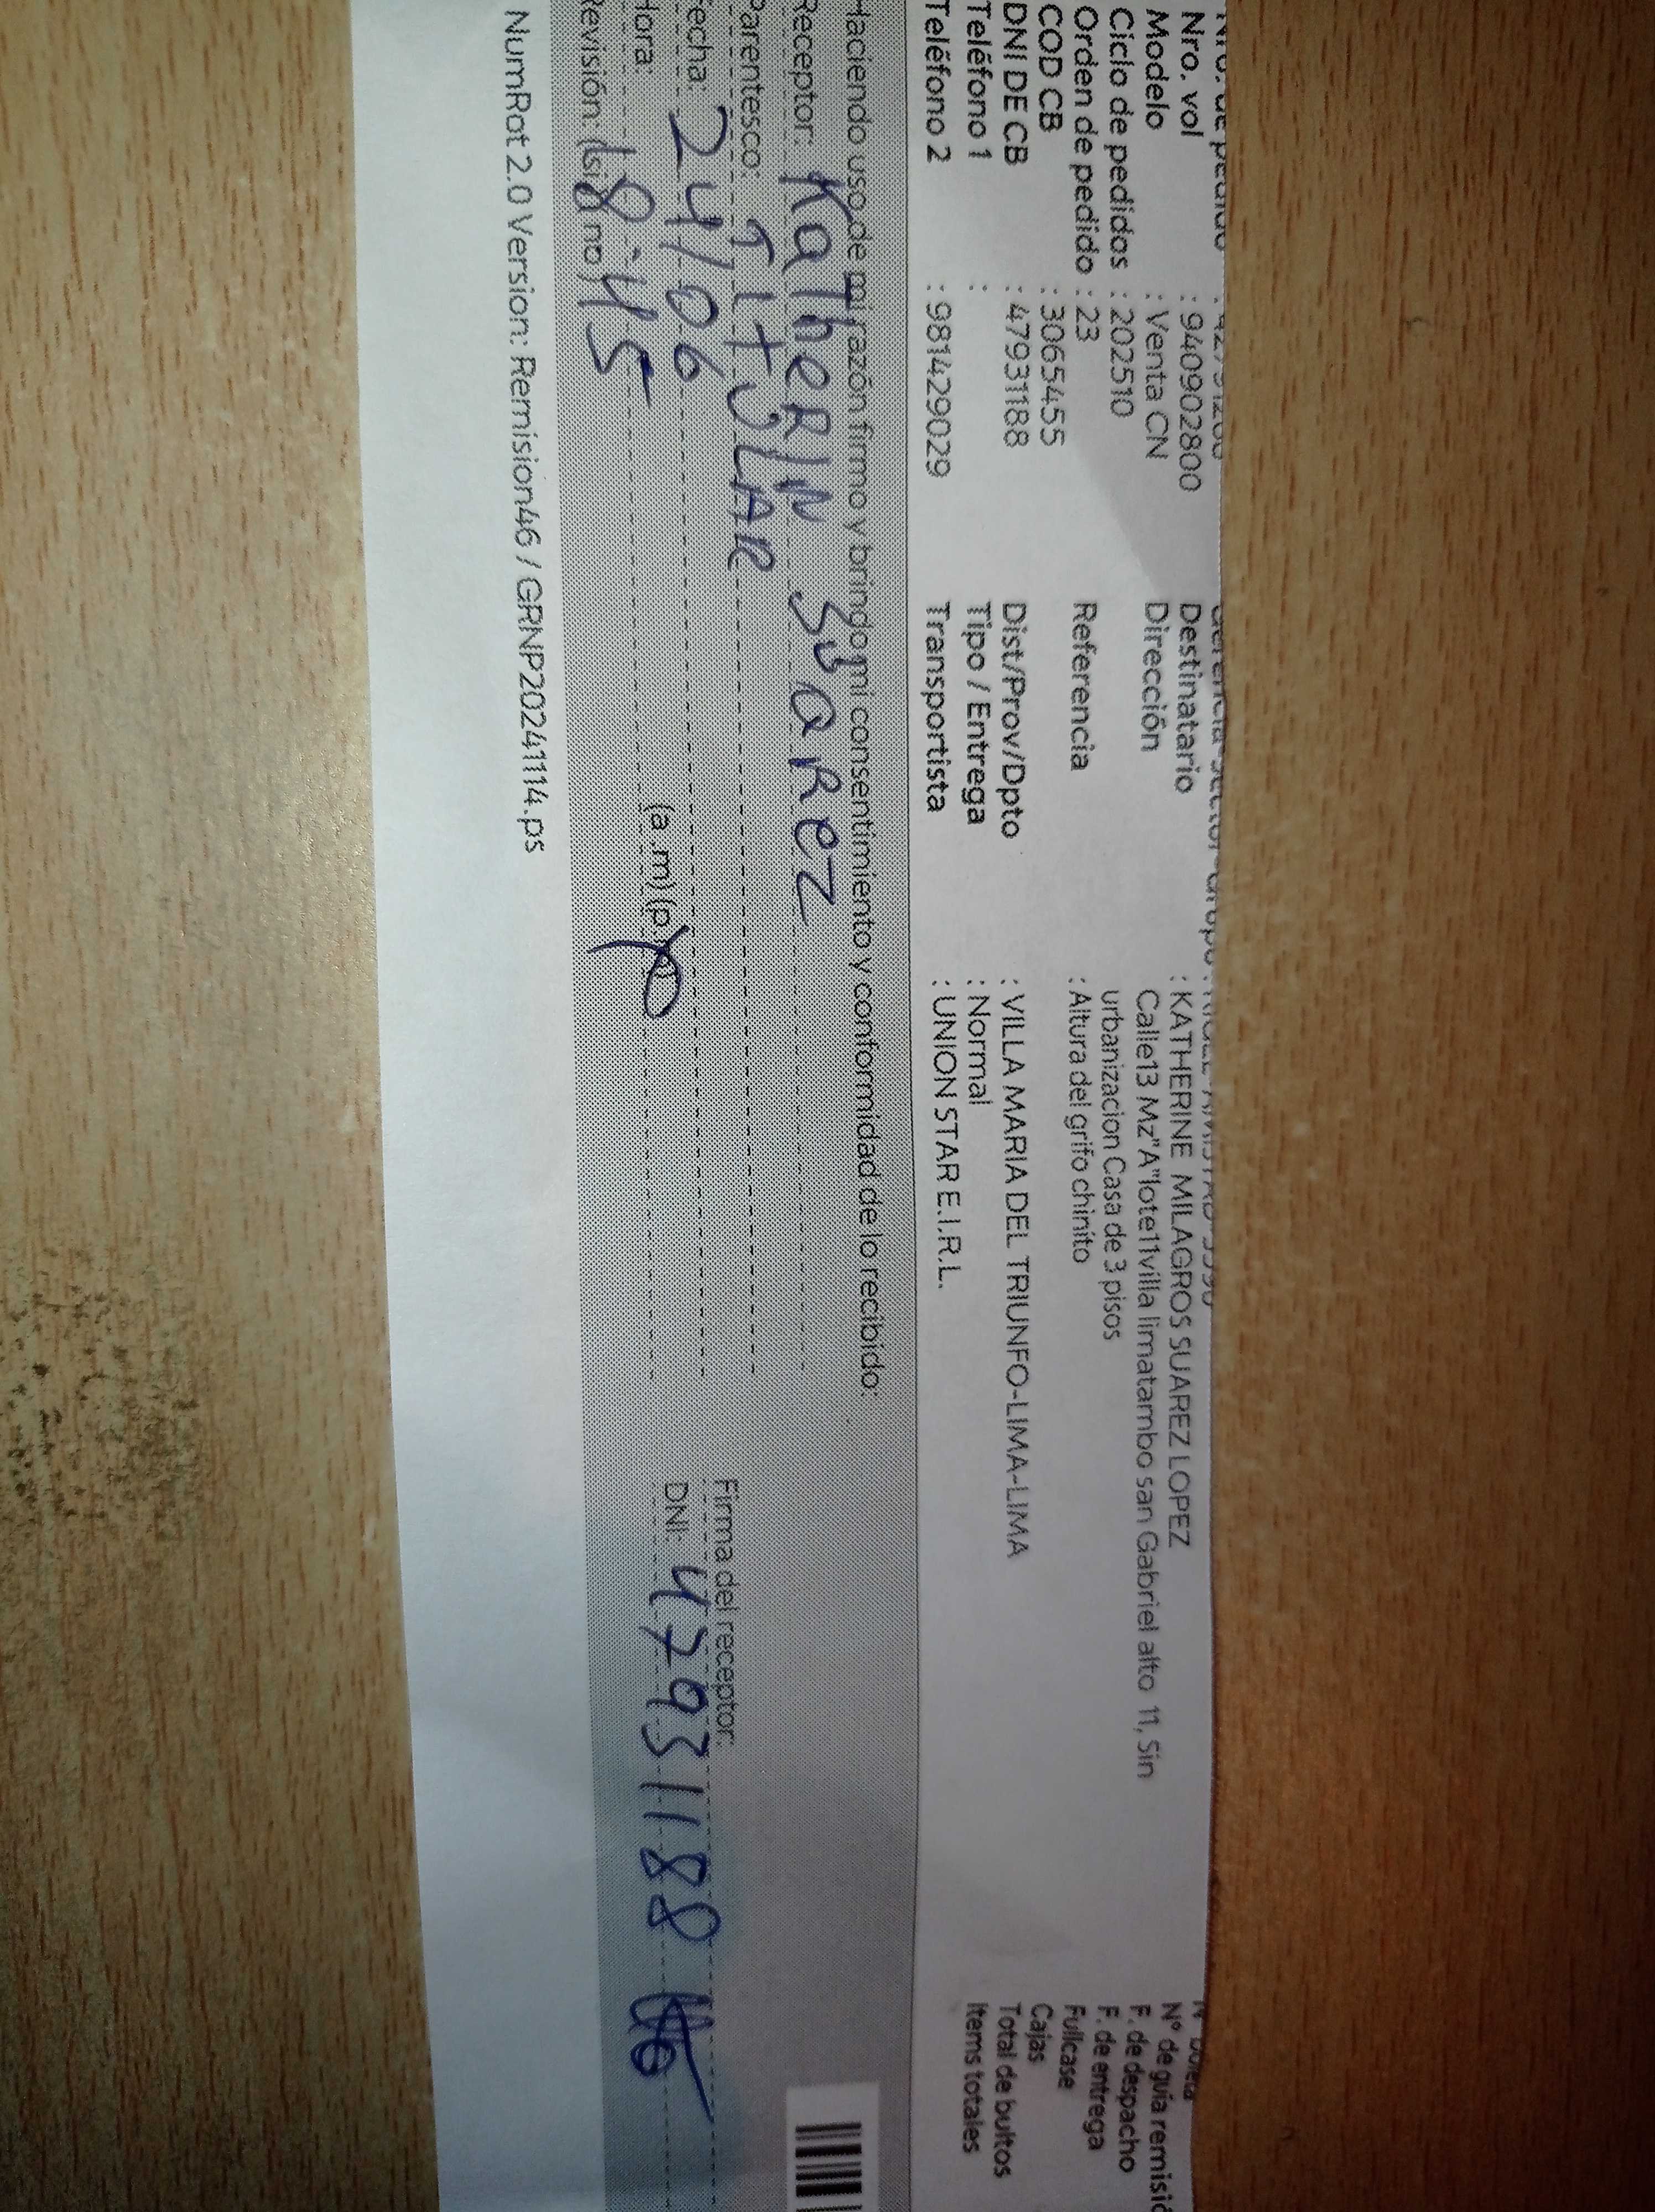 Nro. de pedido
Nro. vol : 940902800
Modelo : Venta CN
Ciclo de pedidos : 202510
Orden de pedido : 23
COD CB : 3065455
DNI DE CB : 47931188
Teléfono 1 :
Teléfono 2 : 981429029
Destinatario : KATHERINE MILAGROS SUAREZ LOPEZ
Dirección Calle13 Mz"A"lote11villa limatambo san Gabriel alto 11, Sin
urbanizacion Casa de 3 pisos
Referencia : Altura del grifo chinito
Dist/Prov/Dpto : VILLA MARIA DEL TRIUNFO-LIMA-LIMA
Tipo / Entrega : Normal
Transportista : UNION STAR E.I.R.L.
N° boleta
N° de guia remisió
F. de despacho
F. de entrega
Fullcase
Cajas
Total de bultos
Items totales
Haciendo uso de mi razón firmo y brindo mi consentimiento y conformidad de lo recibido:
Receptor: KatheRIN SuaRez
Parentesco: TituLAR
Fecha: 24/06
Hora: 18:45 (a.m) (p.m)
Revisión: (si) (no)
Firma del receptor:
DNI: 47931188
NumRot 2.0 Version: Remision46 / GRNP20241114.ps